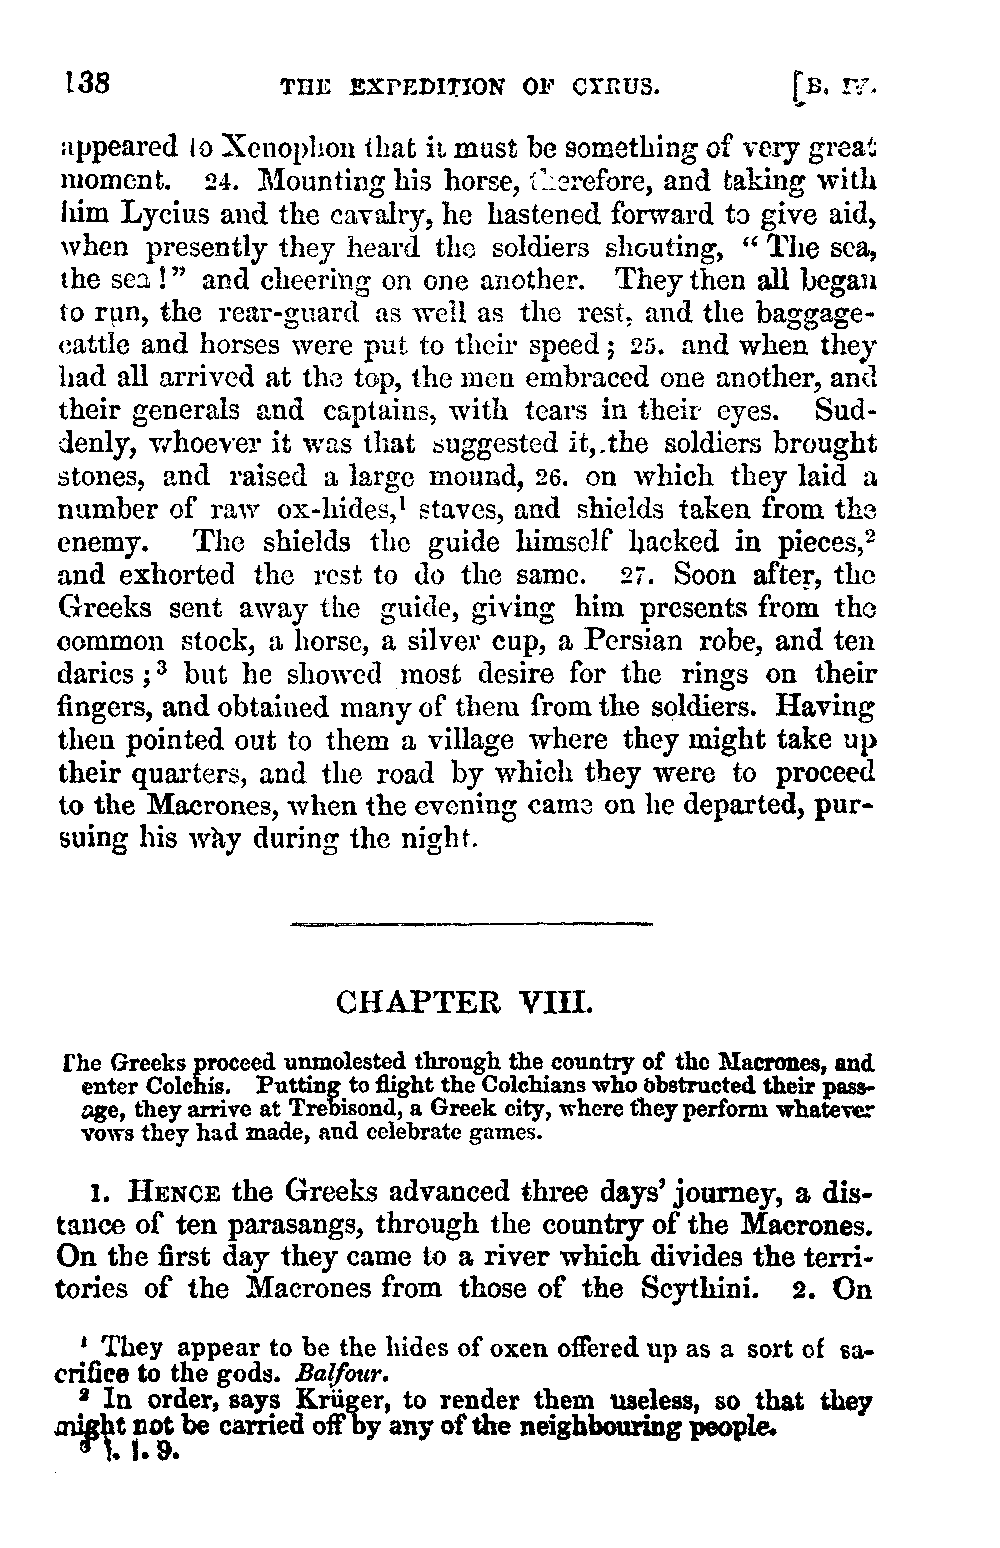 138 THE EXPEDITION OF CYRUS. [B. IV.
appeared to Xenophon that it must be something of very great
moment. 24. Mounting his horse, therefore, and taking with
him Lycius and the cavalry, he hastened forward to give aid,
when presently they heard the soldiers shouting, “ The sea,
the sea !” and cheering on one another. They then all began
to run, the rear-guard as well as the rest, and the baggage-
cattle and horses were put to their speed ; 25. and when they
had all arrived at the top, the men embraced one another, and
their generals and captains, with tears in their eyes. Sud-
denly, whoever it was that suggested it, the soldiers brought
stones, and raised a large mound, 26. on which they laid a
number of raw ox-hides,¹ staves, and shields taken from the
enemy. The shields the guide himself hacked in pieces,²
and exhorted the rest to do the same. 27. Soon after, the
Greeks sent away the guide, giving him presents from the
common stock, a horse, a silver cup, a Persian robe, and ten
darics ;³ but he showed most desire for the rings on their
fingers, and obtained many of them from the soldiers. Having
then pointed out to them a village where they might take up
their quarters, and the road by which they were to proceed
to the Macrones, when the evening came on he departed, pur-
suing his way during the night.
CHAPTER VIII.
The Greeks proceed unmolested through the country of the Macrones, and
enter Colchis. Putting to flight the Colchians who obstructed their pass-
age, they arrive at Trebisond, a Greek city, where they perform whatever
vows they had made, and celebrate games.
1. HENCE the Greeks advanced three days’ journey, a dis-
tance of ten parasangs, through the country of the Macrones.
On the first day they came to a river which divides the terri-
tories of the Macrones from those of the Scythini. 2. On
¹ They appear to be the hides of oxen offered up as a sort of sa-
crifice to the gods. Balfour.
² In order, says Krüger, to render them useless, so that they
might not be carried off by any of the neighbouring people.
³ I. 1. 9.